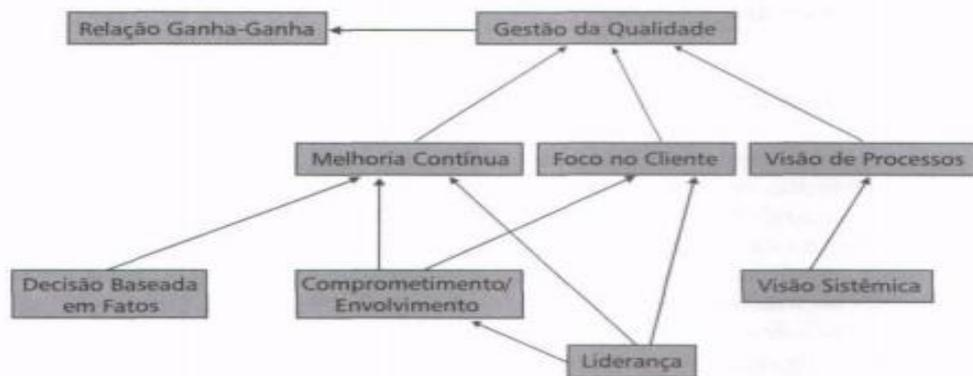 Relação Ganha-Ganha
Gestão da Qualidade
Melhoria Contínua
Foco no Cliente
Visão de Processos
Decisão Baseada
em Fatos
Comprometimento/
Envolvimento
Visão Sistêmica
Liderança